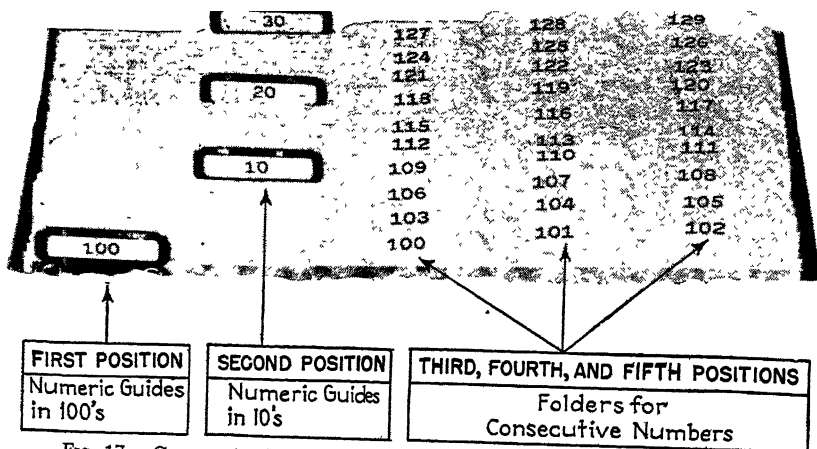 30 127 128 129
124 125 126
121 122 123
20 118 119 120
115 116 117
112 113 114
10 109 110 111
106 107 108
103 104 105
100 100 101 102
FIRST POSITION
Numeric Guides
in 100's
SECOND POSITION
Numeric Guides
in 10's
THIRD, FOURTH, AND FIFTH POSITIONS
Folders for
Consecutive Numbers